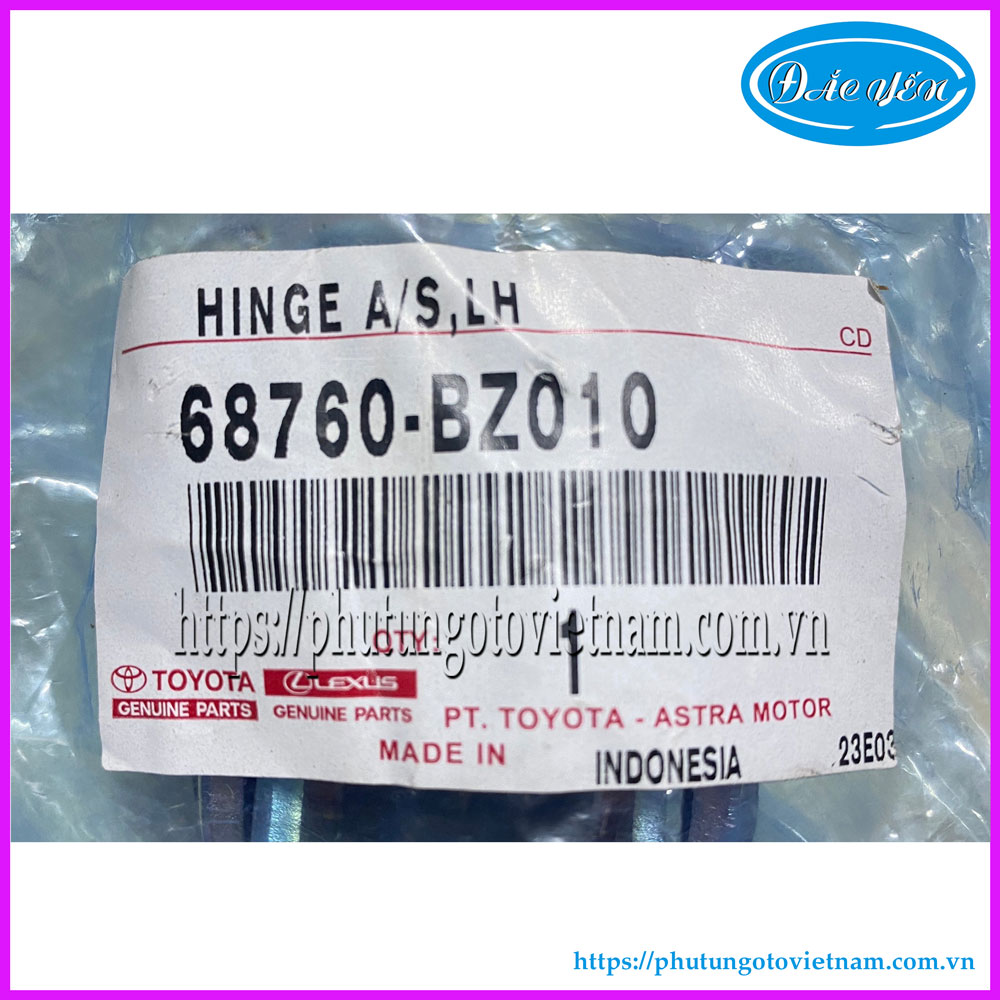 ĐẮC YẾN
HINGE A/S,LH
CD
68760-BZ010
https://phutungotovietnam.com.vn
QTY: 1
TOYOTA LEXUS
GENUINE PARTS GENUINE PARTS
PT. TOYOTA - ASTRA MOTOR
MADE IN INDONESIA 23E03
https://phutungotovietnam.com.vn